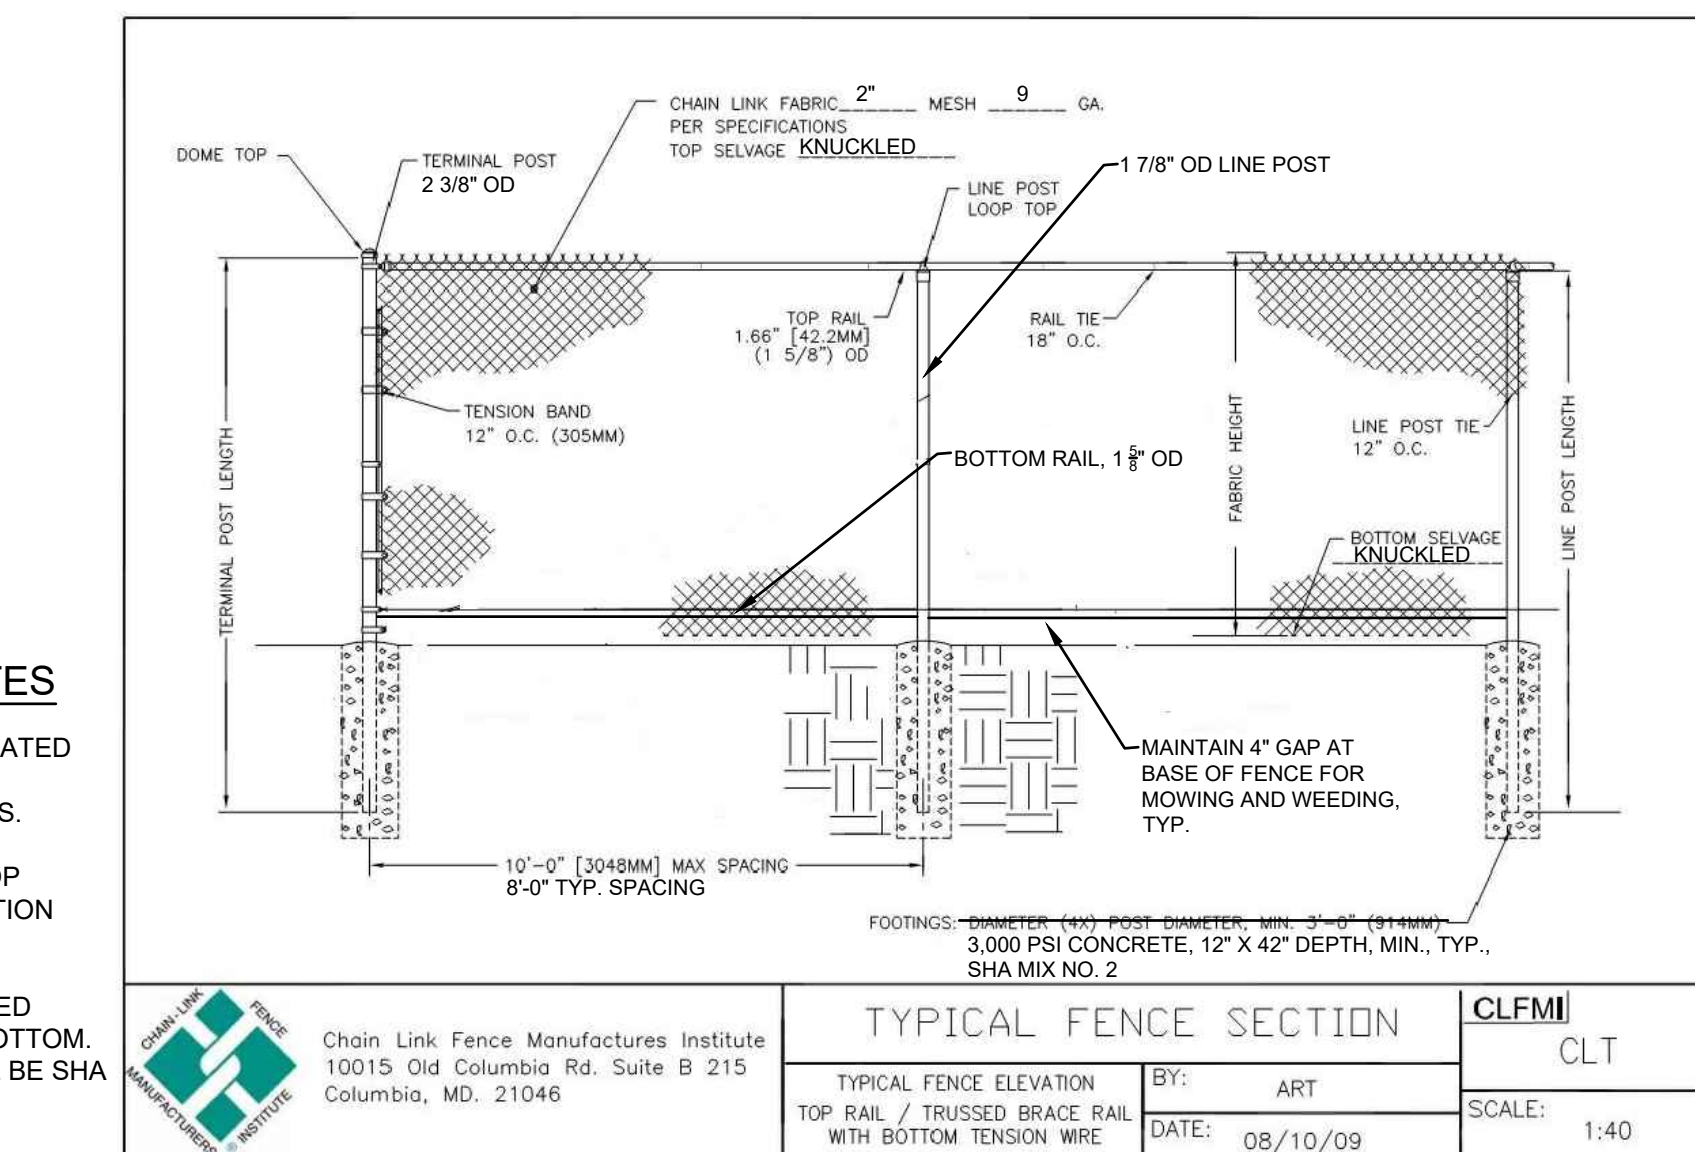 CHAIN LINK FABRIC 2" MESH 9 GA.
PER SPECIFICATIONS
TOP SELVAGE KNUCKLED
DOME TOP
TERMINAL POST
2 3/8" OD
1 7/8" OD LINE POST
LINE POST
LOOP TOP
TOP RAIL
1.66" [42.2MM]
(1 5/8") OD
RAIL TIE
18" O.C.
TENSION BAND
12" O.C. (305MM)
LINE POST TIE
12" O.C.
BOTTOM RAIL, 1 5/8" OD
TERMINAL POST LENGTH
FABRIC HEIGHT
LINE POST LENGTH
BOTTOM SELVAGE
KNUCKLED
MAINTAIN 4" GAP AT
BASE OF FENCE FOR
MOWING AND WEEDING,
TYP.
10'-0" [3048MM] MAX SPACING
8'-0" TYP. SPACING
FOOTINGS: DIAMETER (4X) POST DIAMETER, MIN. 3'-0" (914MM)
3,000 PSI CONCRETE, 12" X 42" DEPTH, MIN., TYP.,
SHA MIX NO. 2
TES
ATED
S.
OP
TION
ED
OTTOM.
BE SHA
CHAIN-LINK
FENCE
MANUFACTURERS
INSTITUTE
®
Chain Link Fence Manufactures Institute
10015 Old Columbia Rd. Suite B 215
Columbia, MD. 21046
TYPICAL FENCE SECTION
TYPICAL FENCE ELEVATION
TOP RAIL / TRUSSED BRACE RAIL
WITH BOTTOM TENSION WIRE
BY: ART
DATE: 08/10/09
CLFMI
CLT
SCALE:
1:40